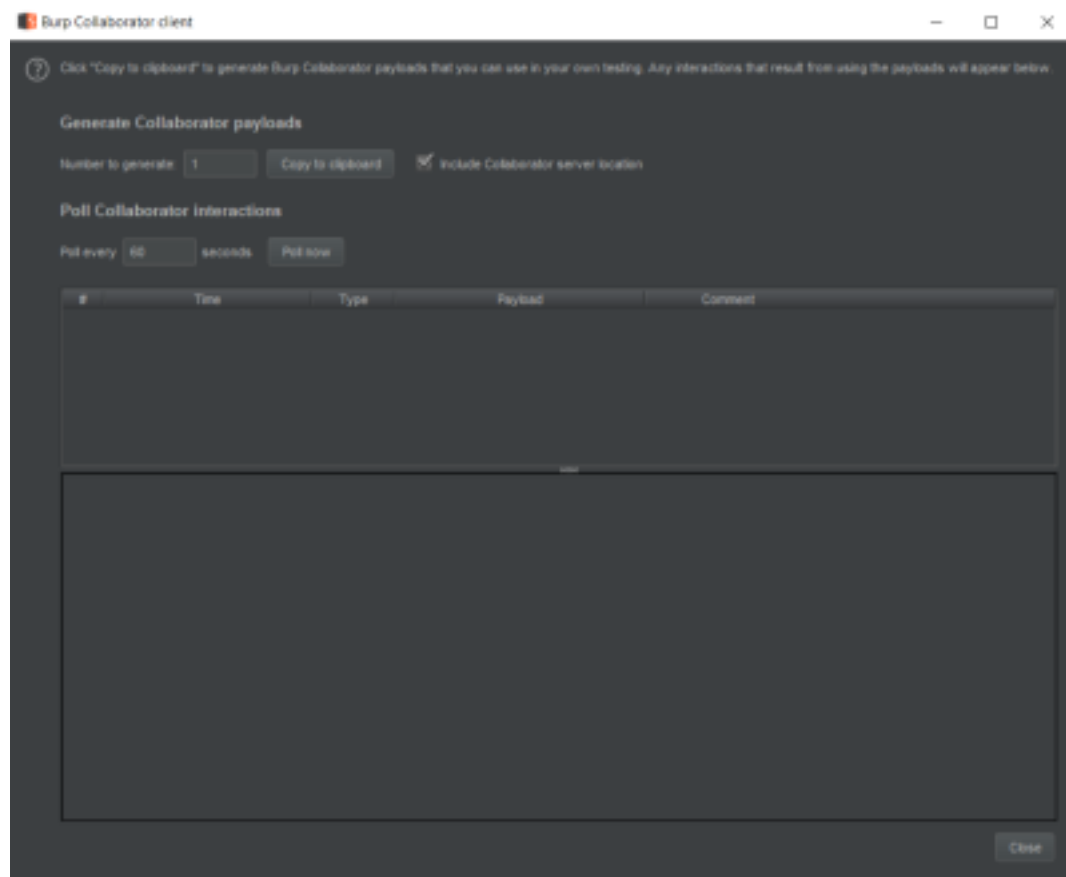 Burp Collaborator client
Click "Copy to clipboard" to generate Burp Collaborator payloads that you can use in your own testing. Any interactions that result from using the payloads will appear below.
Generate Collaborator payloads
Number to generate 1 Copy to clipboard Include Collaborator server location
Poll Collaborator interactions
Poll every 60 seconds Poll now
# Time Type Payload Comment
Close